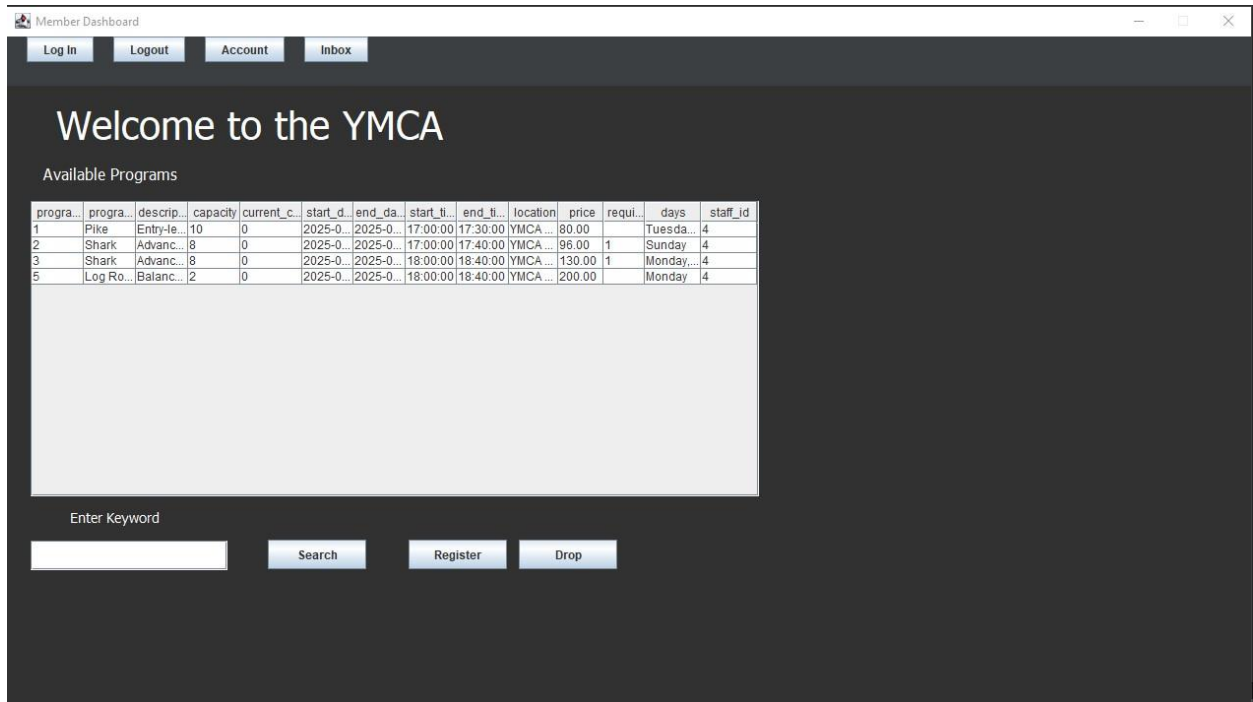 Member Dashboard
Log In Logout Account Inbox
Welcome to the YMCA
Available Programs
progra... progra... descrip... capacity current_c... start_d... end_da... start_ti... end_ti... location price requi... days staff_id
1 Pike Entry-le... 10 0 2025-0... 2025-0... 17:00:00 17:30:00 YMCA ... 80.00 Tuesda... 4
2 Shark Advanc... 8 0 2025-0... 2025-0... 17:00:00 17:40:00 YMCA ... 96.00 1 Sunday 4
3 Shark Advanc... 8 0 2025-0... 2025-0... 18:00:00 18:40:00 YMCA ... 130.00 1 Monday,... 4
5 Log Ro... Balanc... 2 0 2025-0... 2025-0... 18:00:00 18:40:00 YMCA ... 200.00 Monday 4
Enter Keyword
Search Register Drop